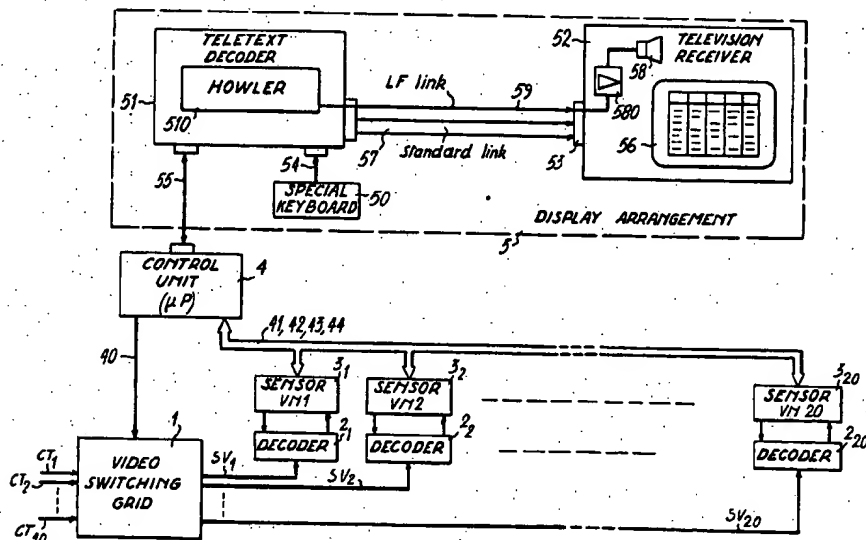 TELETEXT
DECODER
HOWLER
51
510
LF link
59
57
Standard link
55
54
SPECIAL
KEYBOARD
50
52
TELEVISION
RECEIVER
58
580
53
56
DISPLAY ARRANGEMENT
5
CONTROL
UNIT
(μP)
4
40
41, 42, 43, 44
SENSOR
VM1
3₁
SENSOR
VM2
3₂
SENSOR
VM 20
3₂₀
DECODER
2₁
DECODER
2₂
DECODER
2₂₀
1
VIDEO
SWITCHING
GRID
CT₁
CT₂
CT₄₀
SV₁
SV₂
SV₂₀